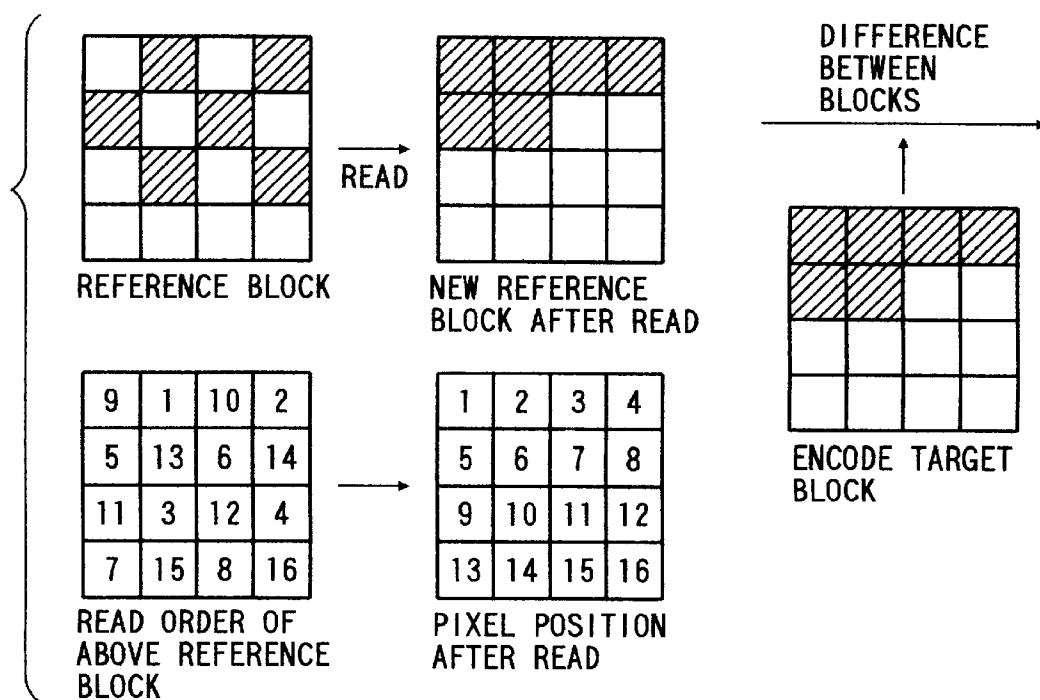 DIFFERENCE
BETWEEN
BLOCKS
READ
REFERENCE BLOCK
NEW REFERENCE
BLOCK AFTER READ
ENCODE TARGET
BLOCK
9 1 10 2
5 13 6 14
11 3 12 4
7 15 8 16
READ ORDER OF
ABOVE REFERENCE
BLOCK
1 2 3 4
5 6 7 8
9 10 11 12
13 14 15 16
PIXEL POSITION
AFTER READ